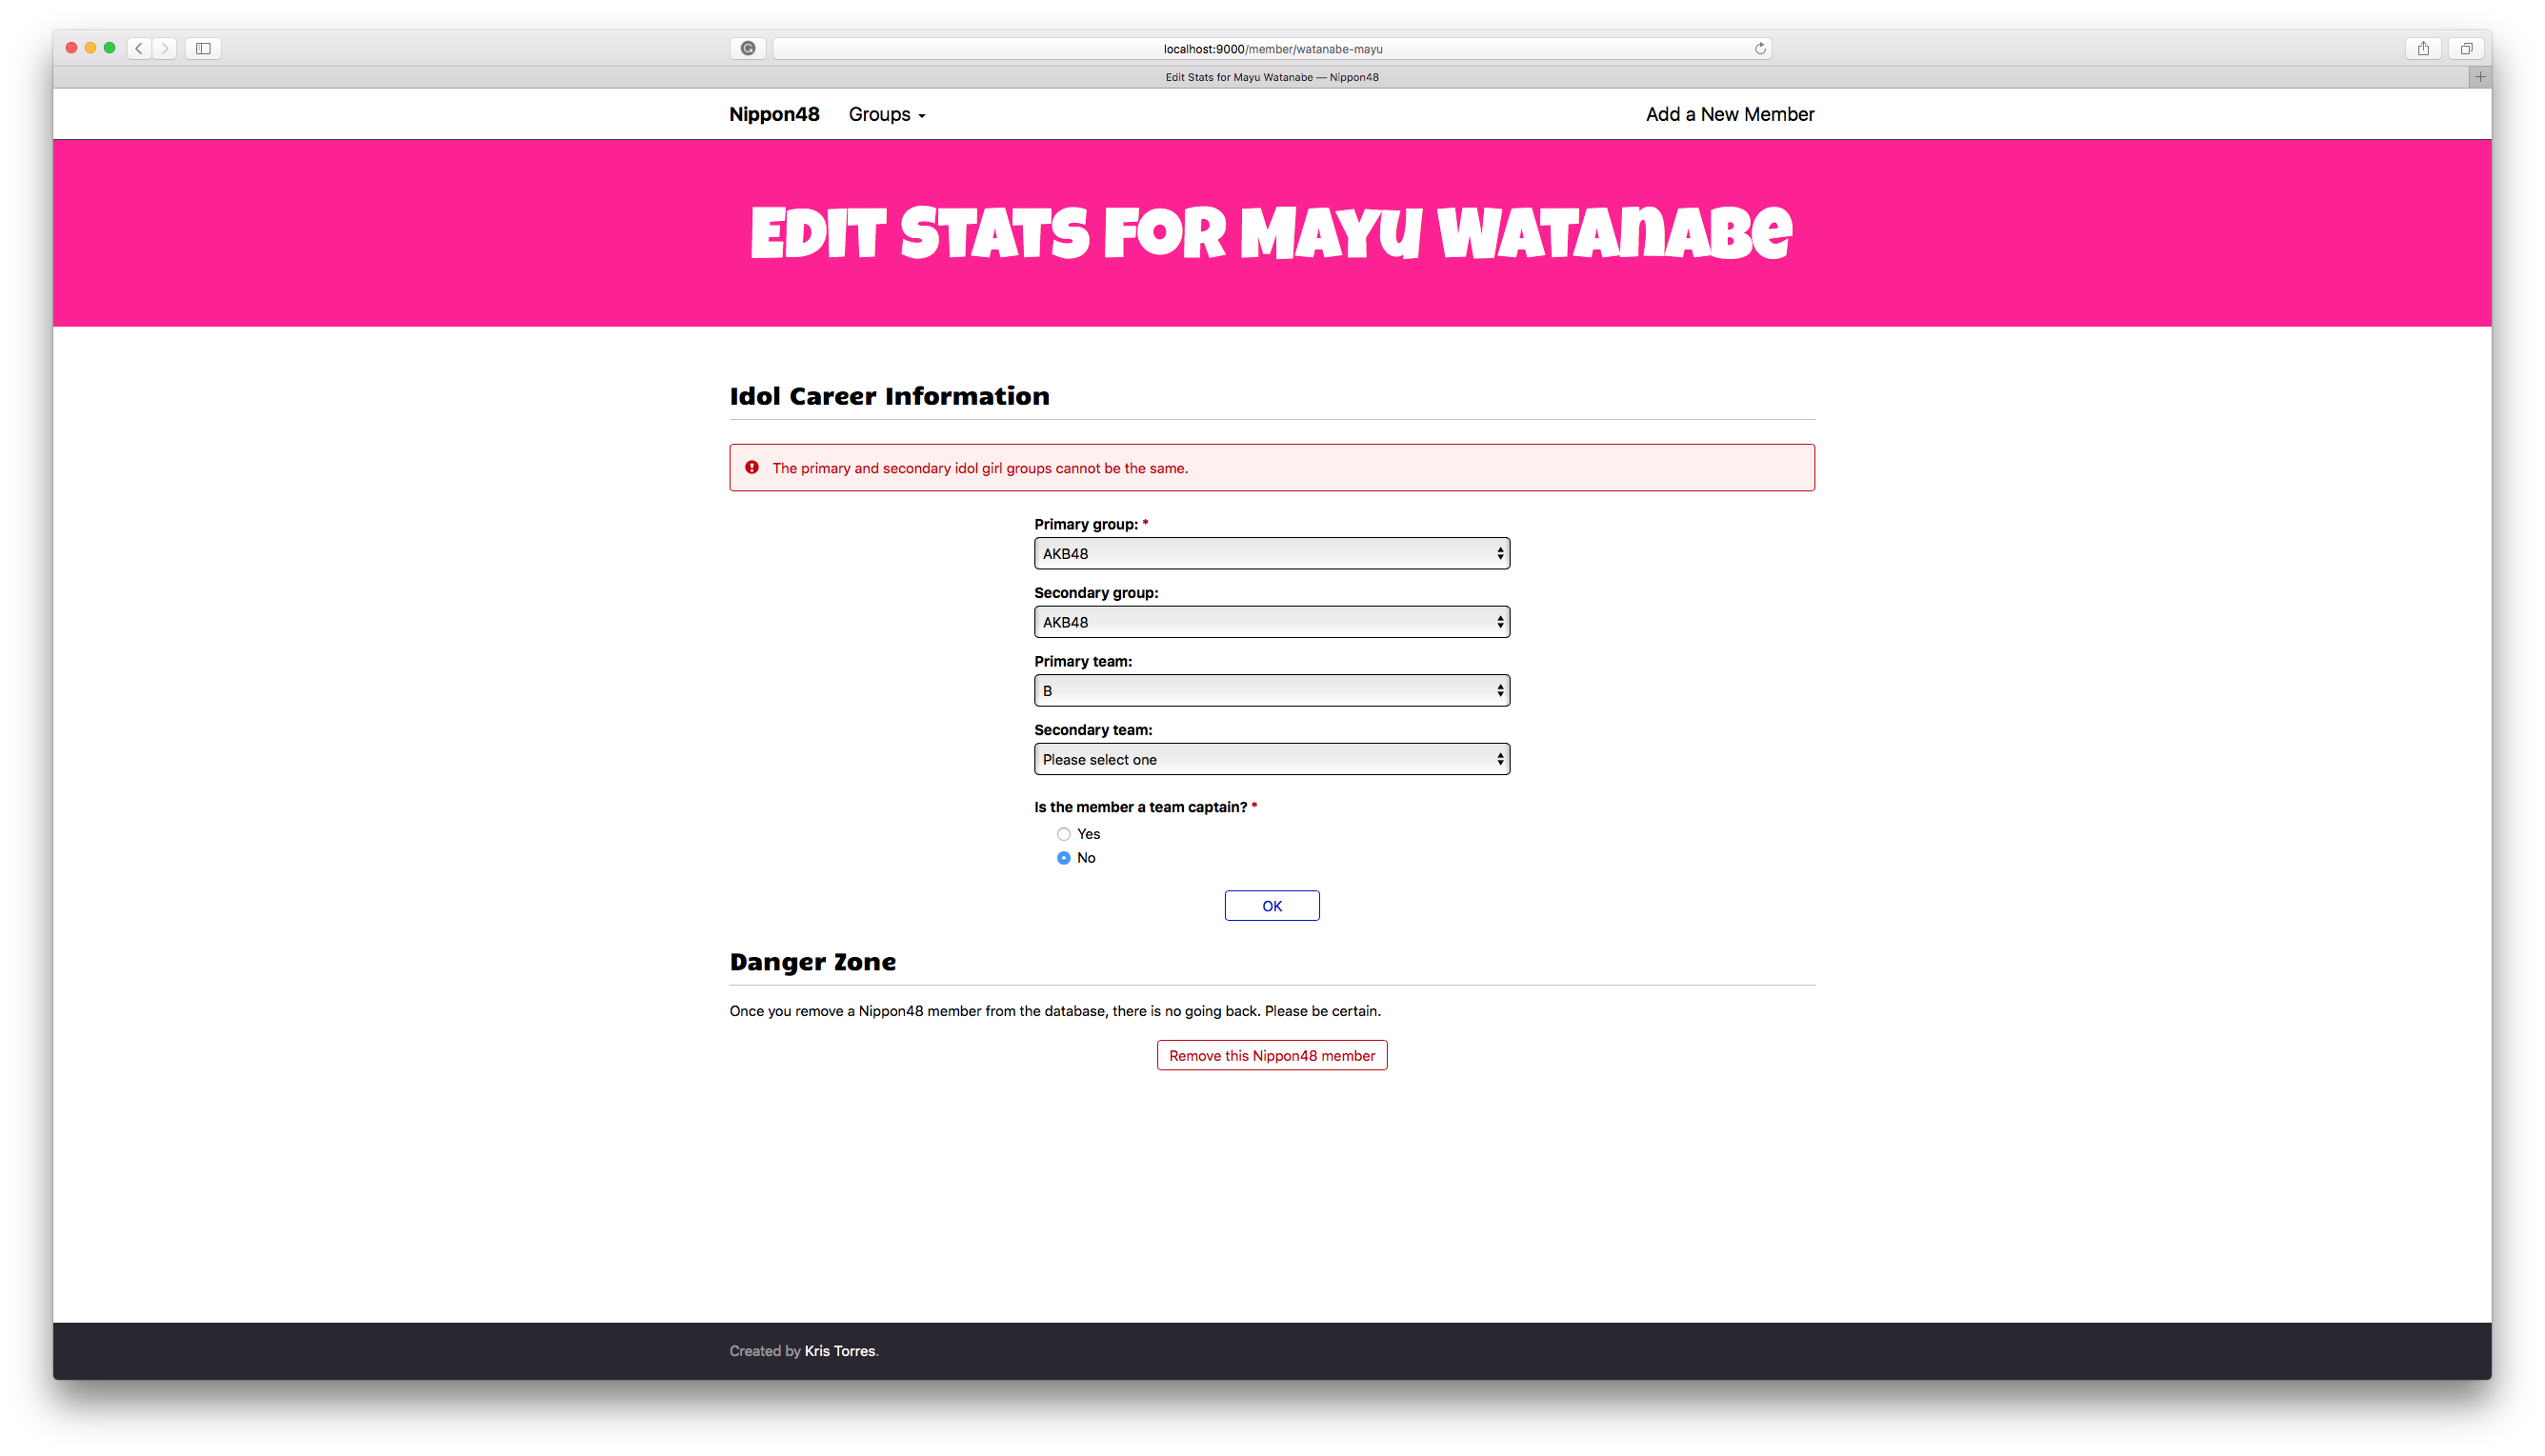 localhost:9000/member/watanabe-mayu
Edit Stats for Mayu Watanabe — Nippon48
Nippon48 Groups Add a New Member
Edit Stats for Mayu Watanabe
Idol Career Information
The primary and secondary idol girl groups cannot be the same.
Primary group: *
AKB48
Secondary group:
AKB48
Primary team:
B
Secondary team:
Please select one
Is the member a team captain? *
Yes
No
OK
Danger Zone
Once you remove a Nippon48 member from the database, there is no going back. Please be certain.
Remove this Nippon48 member
Created by Kris Torres.